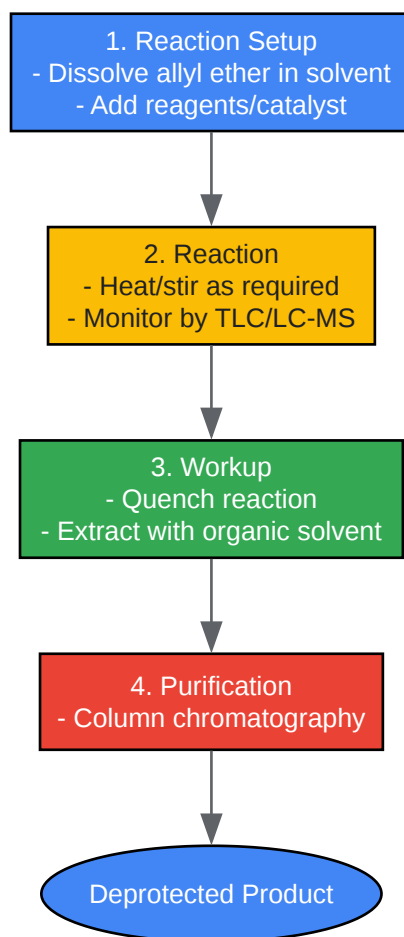 1. Reaction Setup
- Dissolve allyl ether in solvent
- Add reagents/catalyst
2. Reaction
- Heat/stir as required
- Monitor by TLC/LC-MS
3. Workup
- Quench reaction
- Extract with organic solvent
4. Purification
- Column chromatography
Deprotected Product